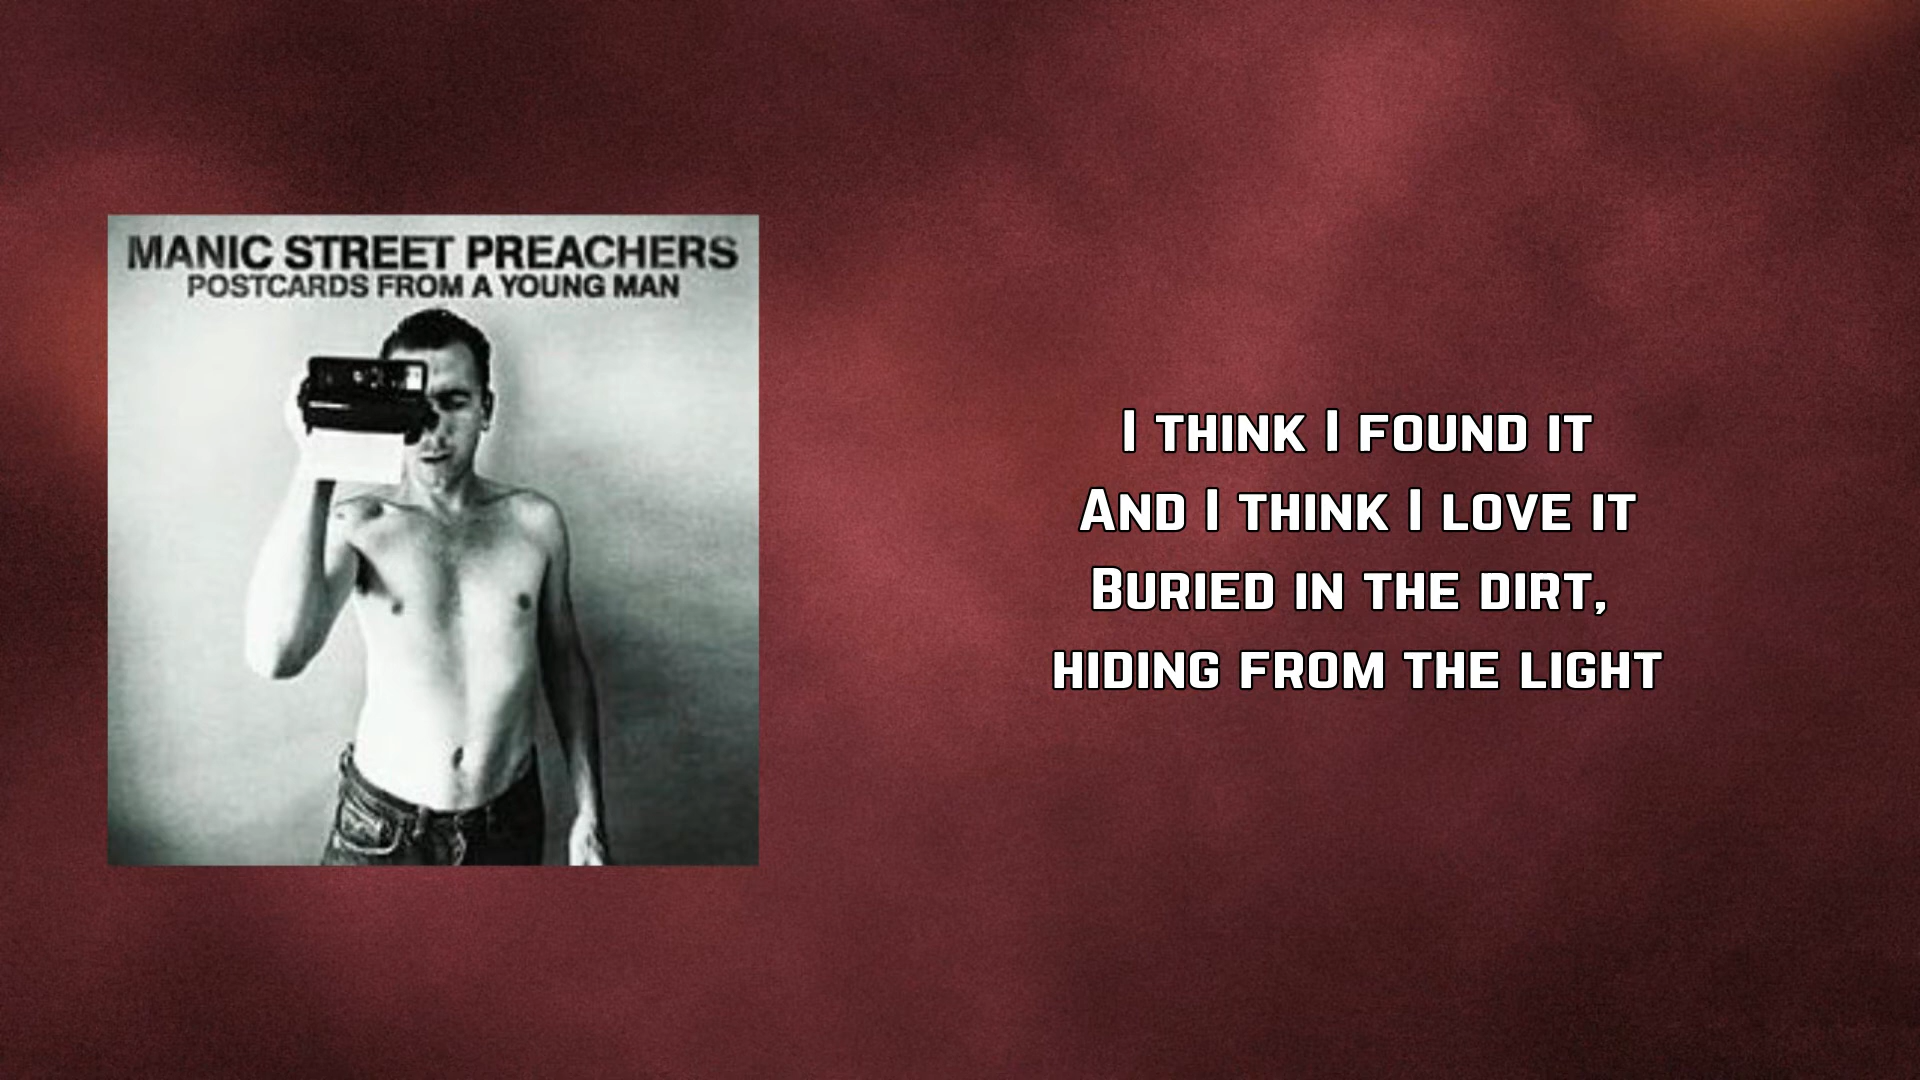 MANIC STREET PREACHERS
POSTCARDS FROM A YOUNG MAN
I THINK I FOUND IT
AND I THINK I LOVE IT
BURIED IN THE DIRT,
HIDING FROM THE LIGHT